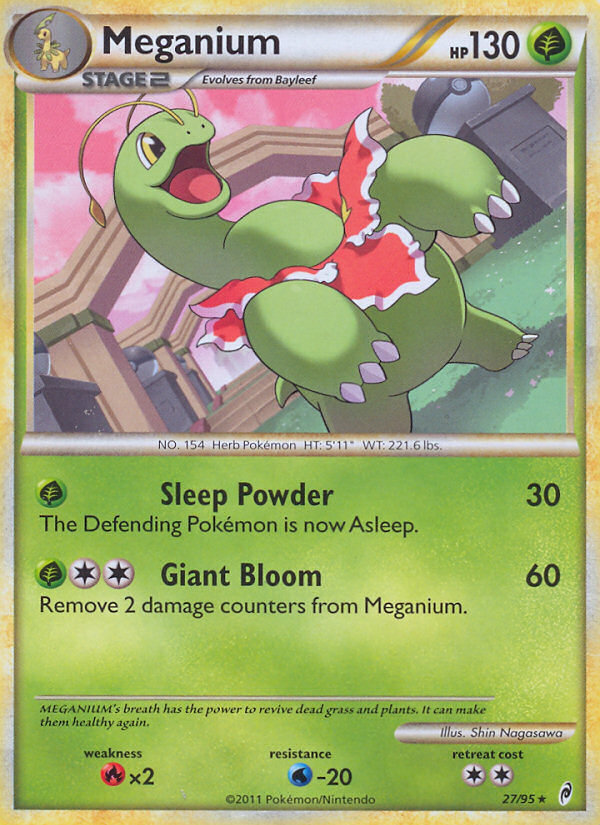 Meganium HP130
STAGE 2 Evolves from Bayleef
NO. 154 Herb Pokémon HT: 5'11" WT: 221.6 lbs.
Sleep Powder 30
The Defending Pokémon is now Asleep.
Giant Bloom 60
Remove 2 damage counters from Meganium.
MEGANIUM's breath has the power to revive dead grass and plants. It can make
them healthy again.
Illus. Shin Nagasawa
weakness resistance retreat cost
×2 -20
©2011 Pokémon/Nintendo 27/95 ★